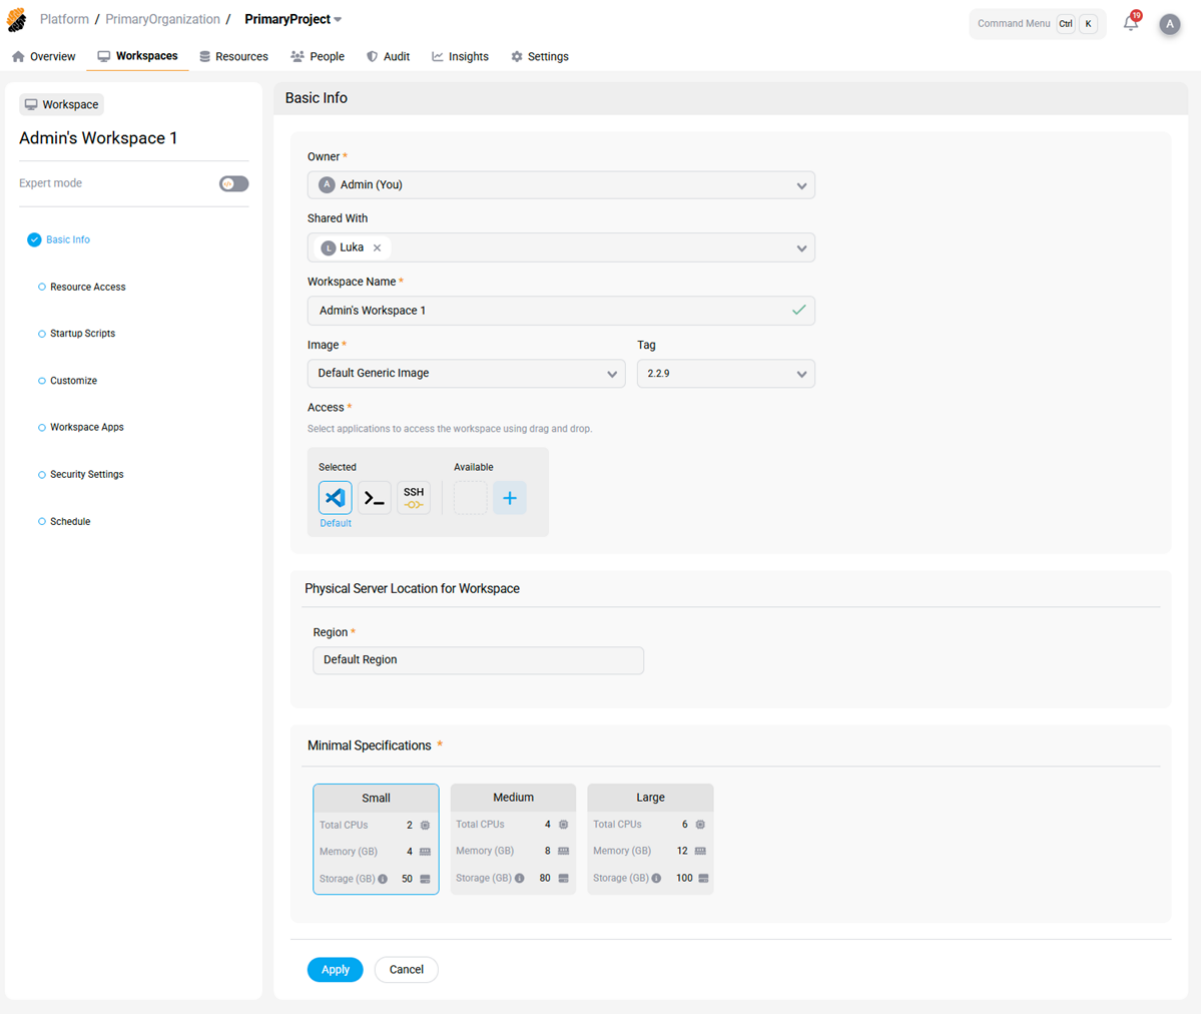 Platform / PrimaryOrganization / PrimaryProject
Command Menu Ctrl K
19
A
Overview Workspaces Resources People Audit Insights Settings
Workspace
Admin's Workspace 1
Expert mode
Basic Info
Resource Access
Startup Scripts
Customize
Workspace Apps
Security Settings
Schedule
Basic Info
Owner *
A Admin (You)
Shared With
L Luka ×
Workspace Name *
Admin's Workspace 1
Image * Tag
Default Generic Image 2.2.9
Access *
Select applications to access the workspace using drag and drop.
Selected Available
SSH
Default
Physical Server Location for Workspace
Region *
Default Region
Minimal Specifications *
Small
Total CPUs 2
Memory (GB) 4
Storage (GB) 50
Medium
Total CPUs 4
Memory (GB) 8
Storage (GB) 80
Large
Total CPUs 6
Memory (GB) 12
Storage (GB) 100
Apply Cancel